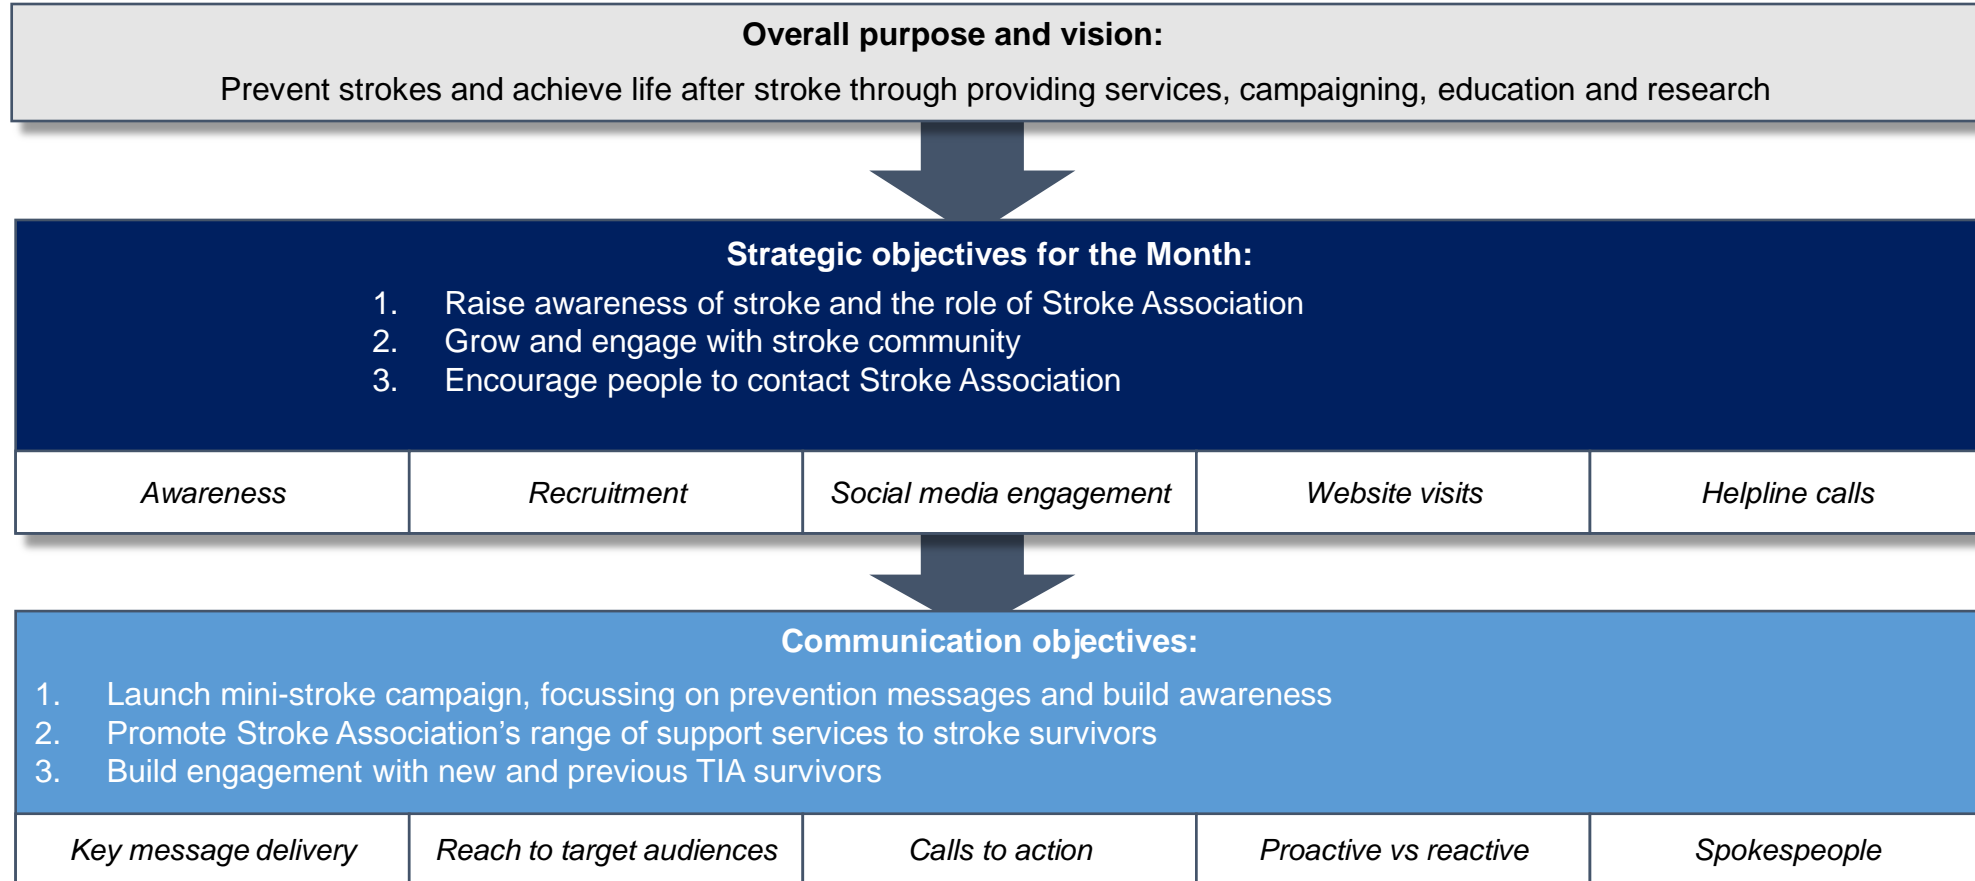 Overall purpose and vision:
Prevent strokes and achieve life after stroke through providing services, campaigning, education and research
Strategic objectives for the Month:
1. Raise awareness of stroke and the role of Stroke Association
2. Grow and engage with stroke community
3. Encourage people to contact Stroke Association
Awareness
Recruitment
Social media engagement
Website visits
Helpline calls
Communication objectives:
1. Launch mini-stroke campaign, focussing on prevention messages and build awareness
2. Promote Stroke Association’s range of support services to stroke survivors
3. Build engagement with new and previous TIA survivors
Key message delivery
Reach to target audiences
Calls to action
Proactive vs reactive
Spokespeople